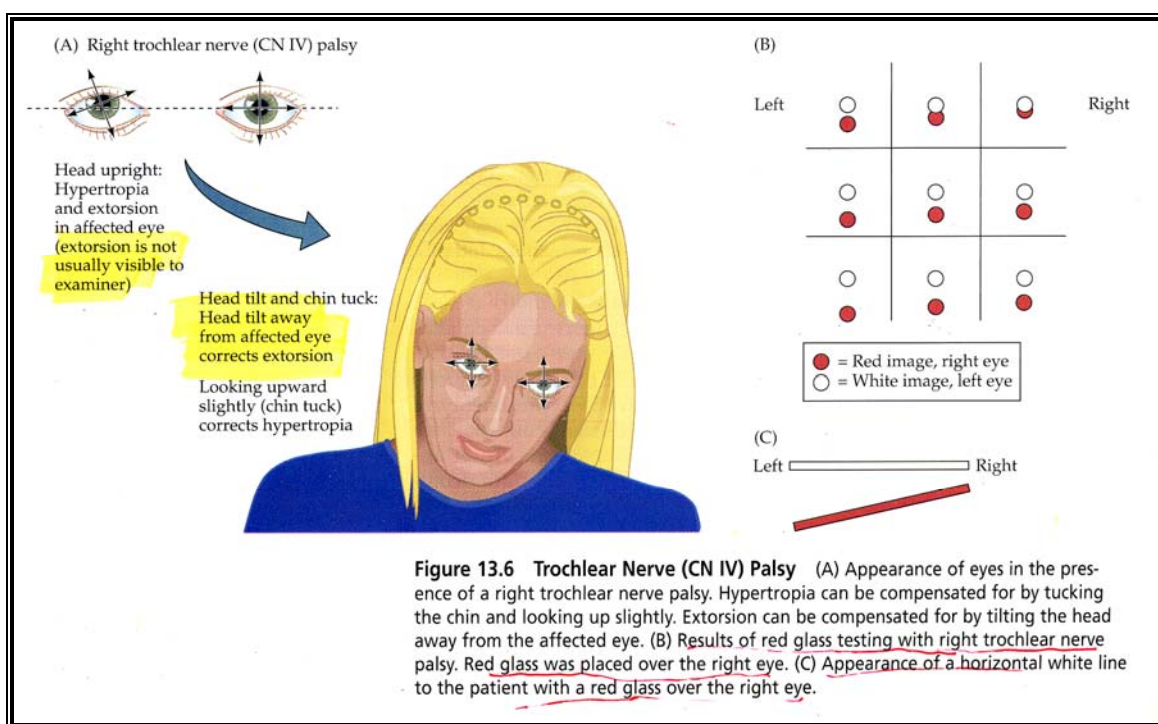 (A) Right trochlear nerve (CN IV) palsy
Head upright:
Hypertropia
and extorsion
in affected eye
(extorsion is not
usually visible to
examiner)
Head tilt and chin tuck:
Head tilt away
from affected eye
corrects extorsion
Looking upward
slightly (chin tuck)
corrects hypertropia
(B)
Left
Right
= Red image, right eye
= White image, left eye
(C)
Left
Right
Figure 13.6 Trochlear Nerve (CN IV) Palsy (A) Appearance of eyes in the pres-
ence of a right trochlear nerve palsy. Hypertropia can be compensated for by tucking
the chin and looking up slightly. Extorsion can be compensated for by tilting the head
away from the affected eye. (B) Results of red glass testing with right trochlear nerve
palsy. Red glass was placed over the right eye. (C) Appearance of a horizontal white line
to the patient with a red glass over the right eye.